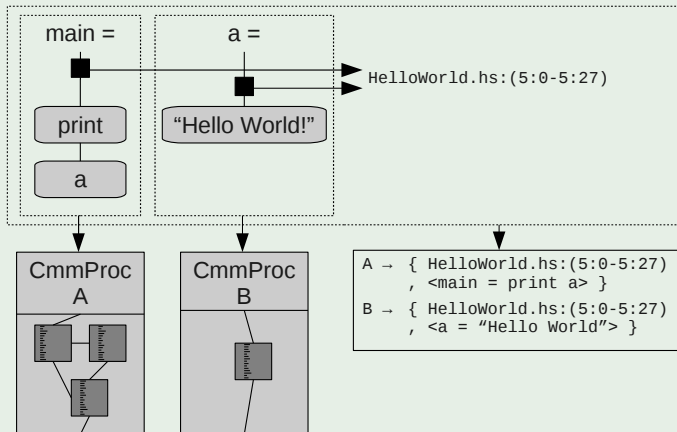 main =
a =
HelloWorld.hs:(5:0-5:27)
print
“Hello World!”
a
CmmProc
A
CmmProc
B
A → { HelloWorld.hs:(5:0-5:27)
, <main = print a> }
B → { HelloWorld.hs:(5:0-5:27)
, <a = “Hello World”> }